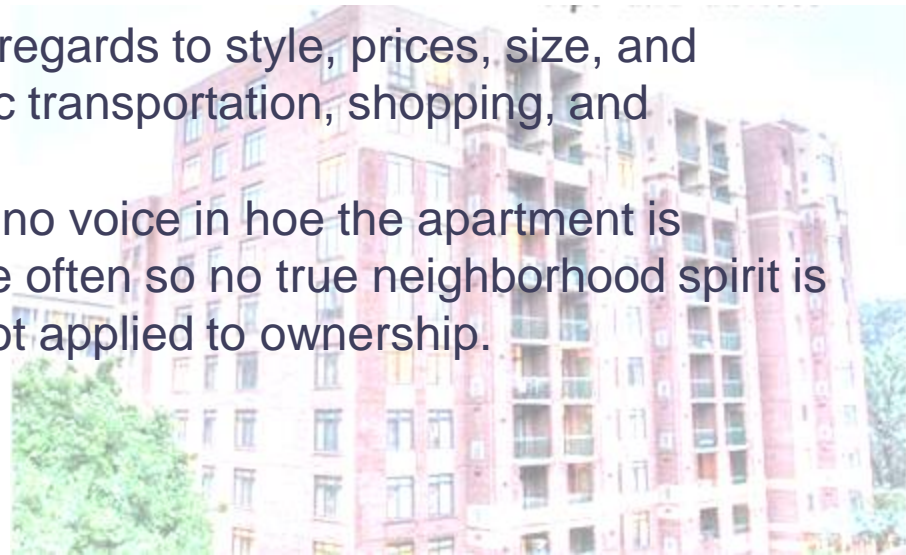 regards to style, prices, size, and
transportation, shopping, and
no voice in hoe the apartment is
often so no true neighborhood spirit is
applied to ownership.